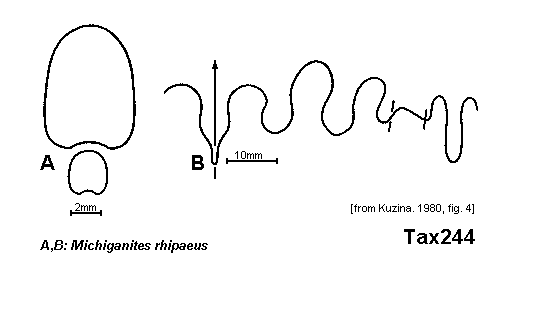 A
B
10mm
2mm
[from Kuzina. 1980, fig. 4]
Tax244
A,B: Michiganites rhipaeus